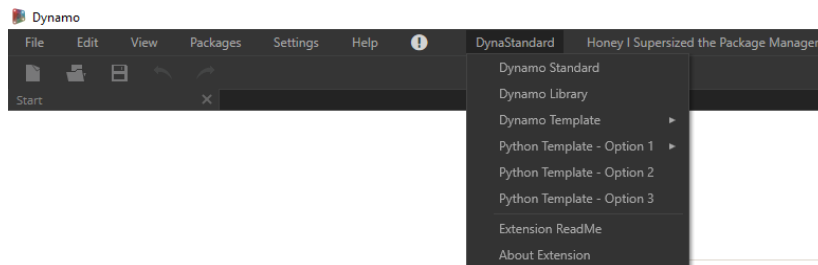 Dynamo
File Edit View Packages Settings Help DynaStandard Honey I Supersized the Package Manager
Start
Dynamo Standard
Dynamo Library
Dynamo Template
Python Template - Option 1
Python Template - Option 2
Python Template - Option 3
Extension ReadMe
About Extension